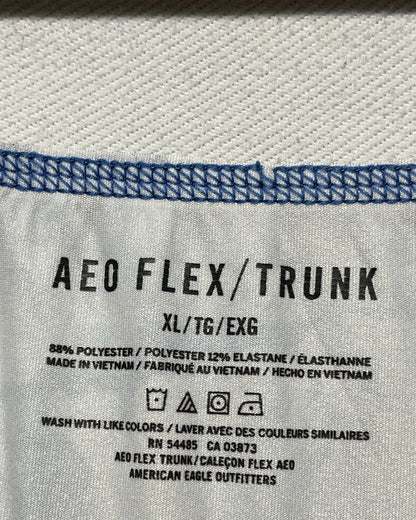 AEO FLEX/TRUNK
XL/TG/EXG
88% POLYESTER / POLYESTER 12% ELASTANE / ÉLASTHANNE
MADE IN VIETNAM / FABRIQUÉ AU VIETNAM / HECHO EN VIETNAM
WASH WITH LIKE COLORS / LAVER AVEC DES COULEURS SIMILAIRES
RN 54485 CA 03873
AEO FLEX TRUNK/CALEÇON FLEX AEO
AMERICAN EAGLE OUTFITTERS